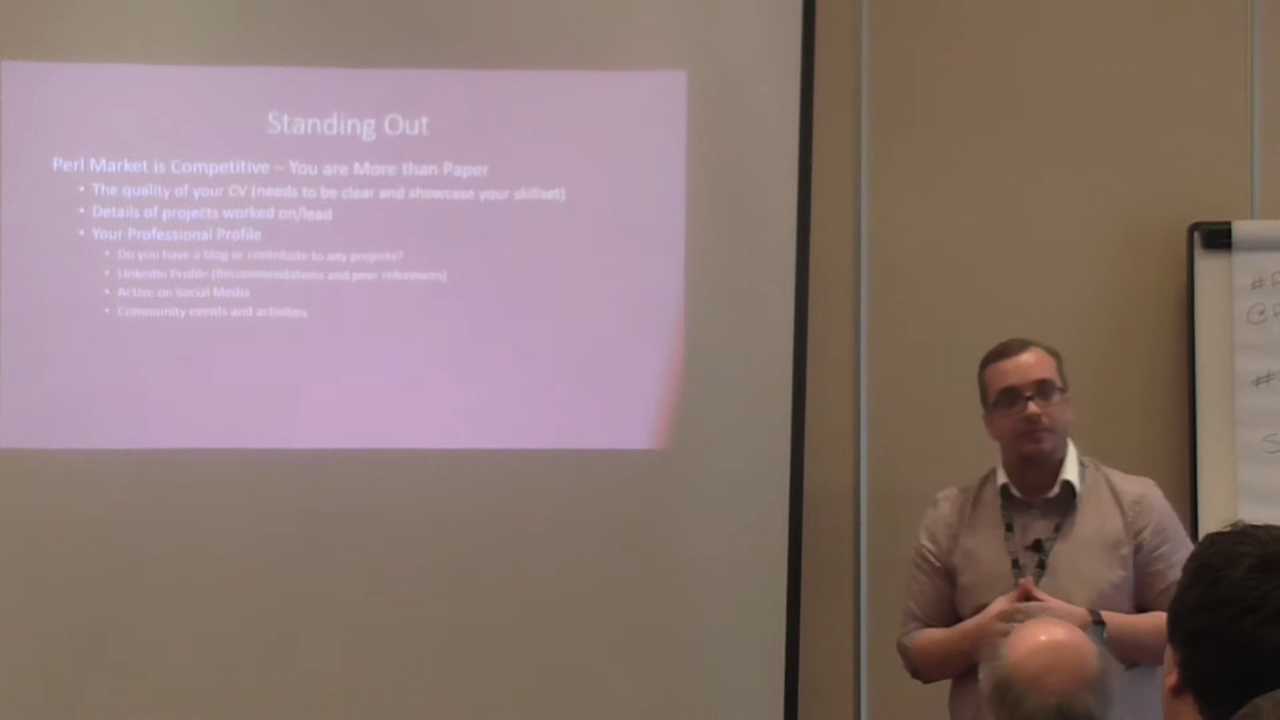 Standing Out
Perl Market is Competitive – You are More than Paper
• The quality of your CV (needs to be clear and showcase your skillset)
• Details of projects worked on/lead
• Your Professional Profile
• Do you have a blog or contribute to any projects?
• LinkedIn Profile (Recommendations and peer references)
• Active on Social Media
• Community events and activities
#
@
#
S